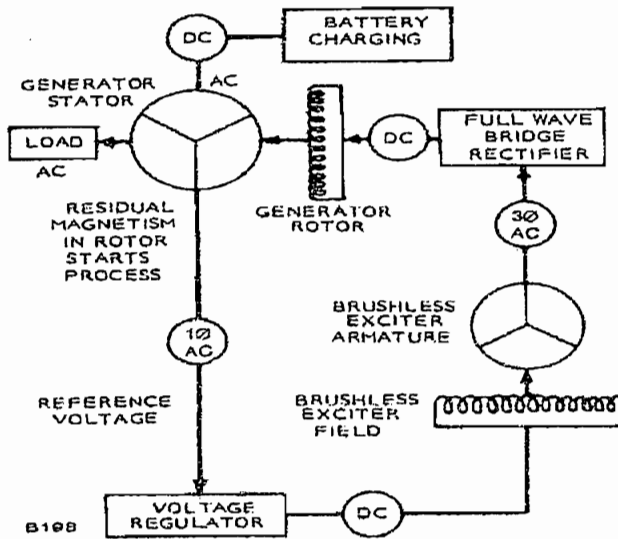 BATTERY
CHARGING
DC
AC
GENERATOR
STATOR
LOAD
AC
DC
FULL WAVE
BRIDGE
RECTIFIER
GENERATOR
ROTOR
RESIDUAL
MAGNETISM
IN ROTOR
STARTS
PROCESS
3Ø
AC
BRUSHLESS
EXCITER
ARMATURE
1Ø
AC
REFERENCE
VOLTAGE
BRUSHLESS
EXCITER
FIELD
VOLTAGE
REGULATOR
DC
B198